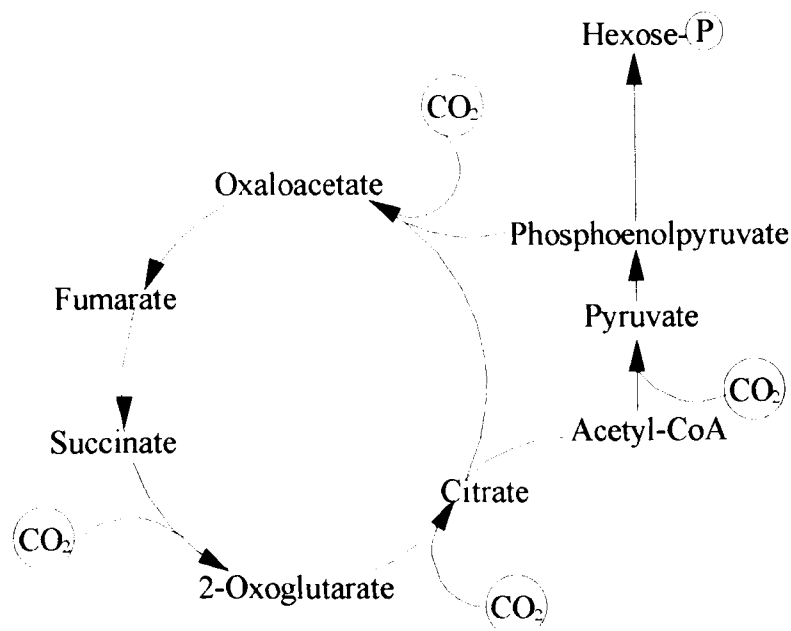 Hexose-P
CO₂
Oxaloacetate
Phosphoenolpyruvate
Fumarate
Pyruvate
CO₂
Acetyl-CoA
Succinate
Citrate
CO₂
2-Oxoglutarate
CO₂